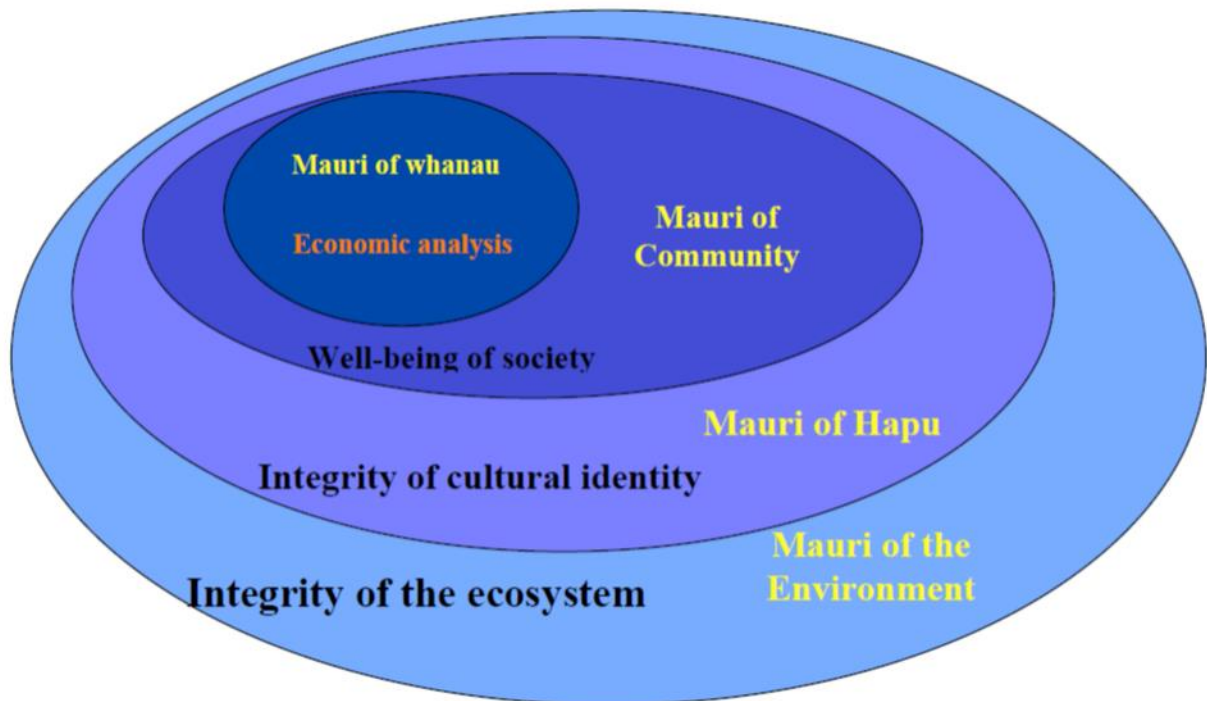 Mauri of whanau
Economic analysis
Mauri of
Community
Well-being of society
Mauri of Hapu
Integrity of cultural identity
Mauri of the
Environment
Integrity of the ecosystem